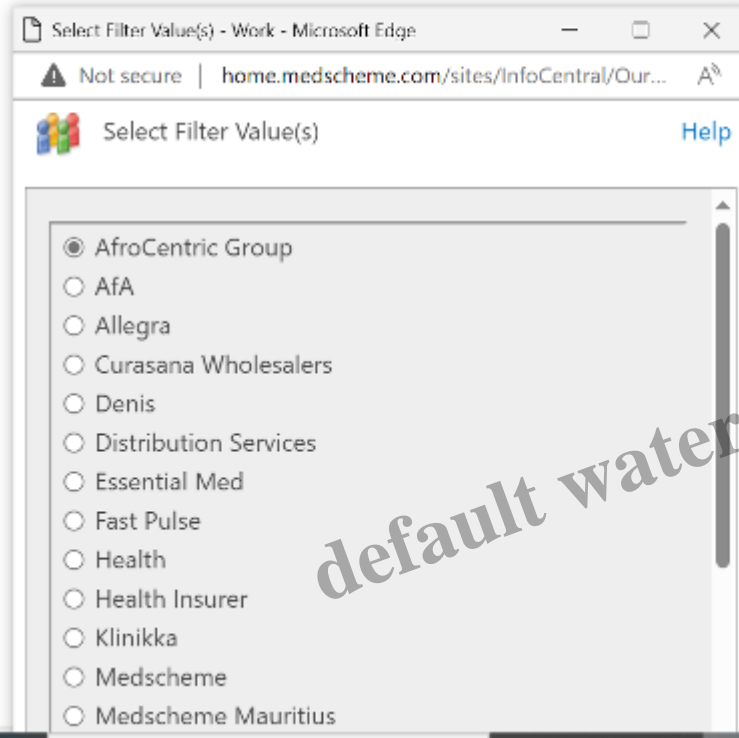 Select Filter Value(s) - Work - Microsoft Edge
Not secure | home.medscheme.com/sites/InfoCentral/Our...
Select Filter Value(s) Help
AfroCentric Group
AfA
Allegra
Curasana Wholesalers
Denis
Distribution Services
Essential Med
Fast Pulse
Health
Health Insurer
Klinikka
Medscheme
Medscheme Mauritius
default water